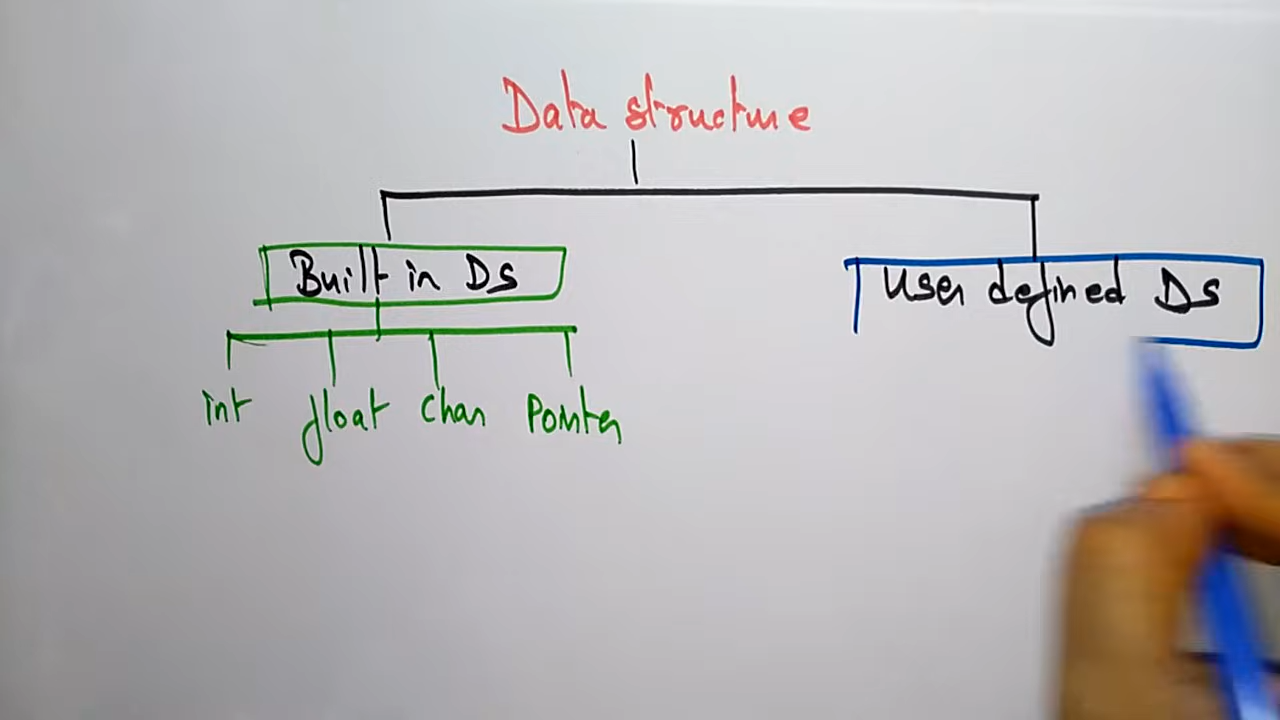 Data structure
Built in DS
User defined DS
int float char Pointer